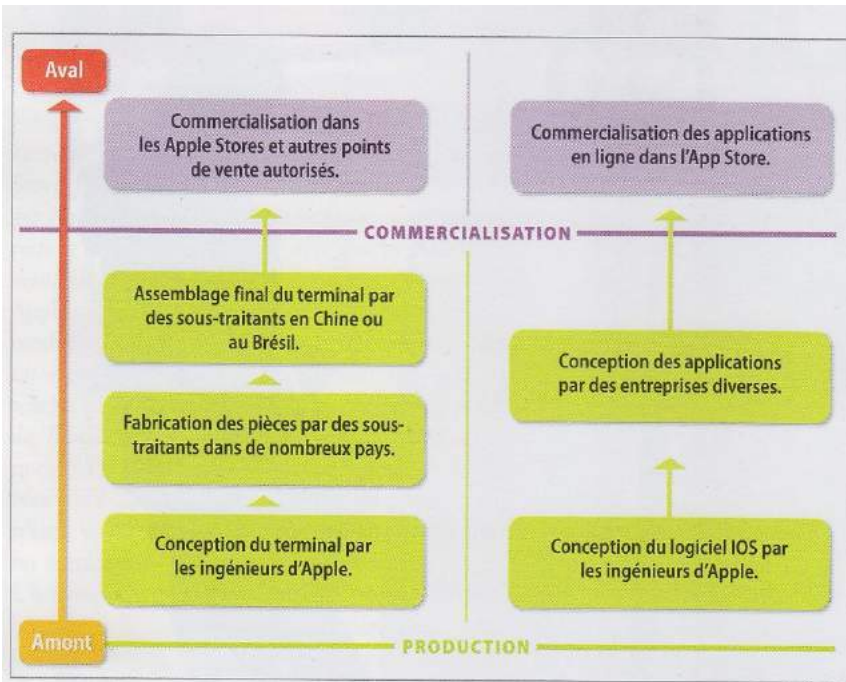 Aval
Commercialisation dans
les Apple Stores et autres points
de vente autorisés.
Commercialisation des applications
en ligne dans l'App Store.
COMMERCIALISATION
Assemblage final du terminal par
des sous-traitants en Chine ou
au Brésil.
Conception des applications
par des entreprises diverses.
Fabrication des pièces par des sous-
traitants dans de nombreux pays.
Conception du terminal par
les ingénieurs d'Apple.
Conception du logiciel IOS par
les ingénieurs d'Apple.
Amont
PRODUCTION